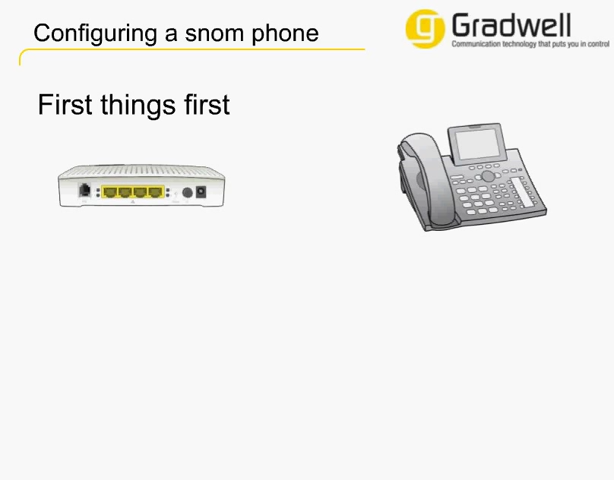 Configuring a snom phone
Gradwell
Communication technology that puts you in control
First things first